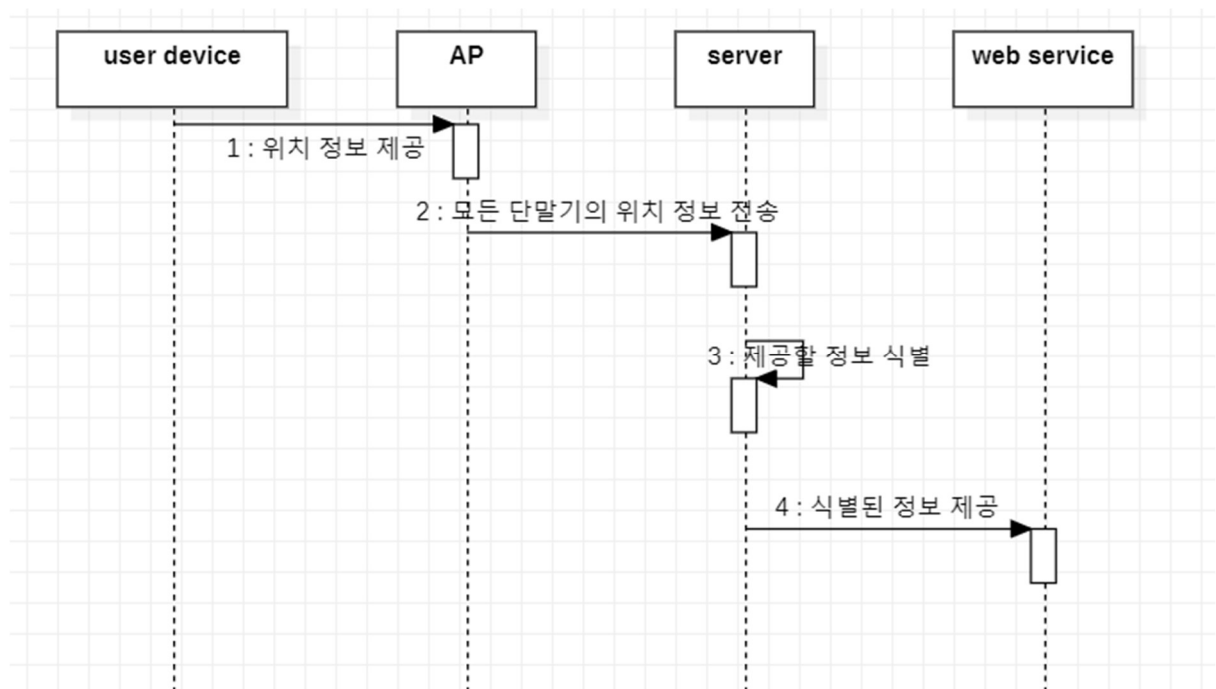 user device
AP
server
web service
1 : 위치 정보 제공
2 : 모든 단말기의 위치 정보 전송
3 : 제공할 정보 식별
4 : 식별된 정보 제공